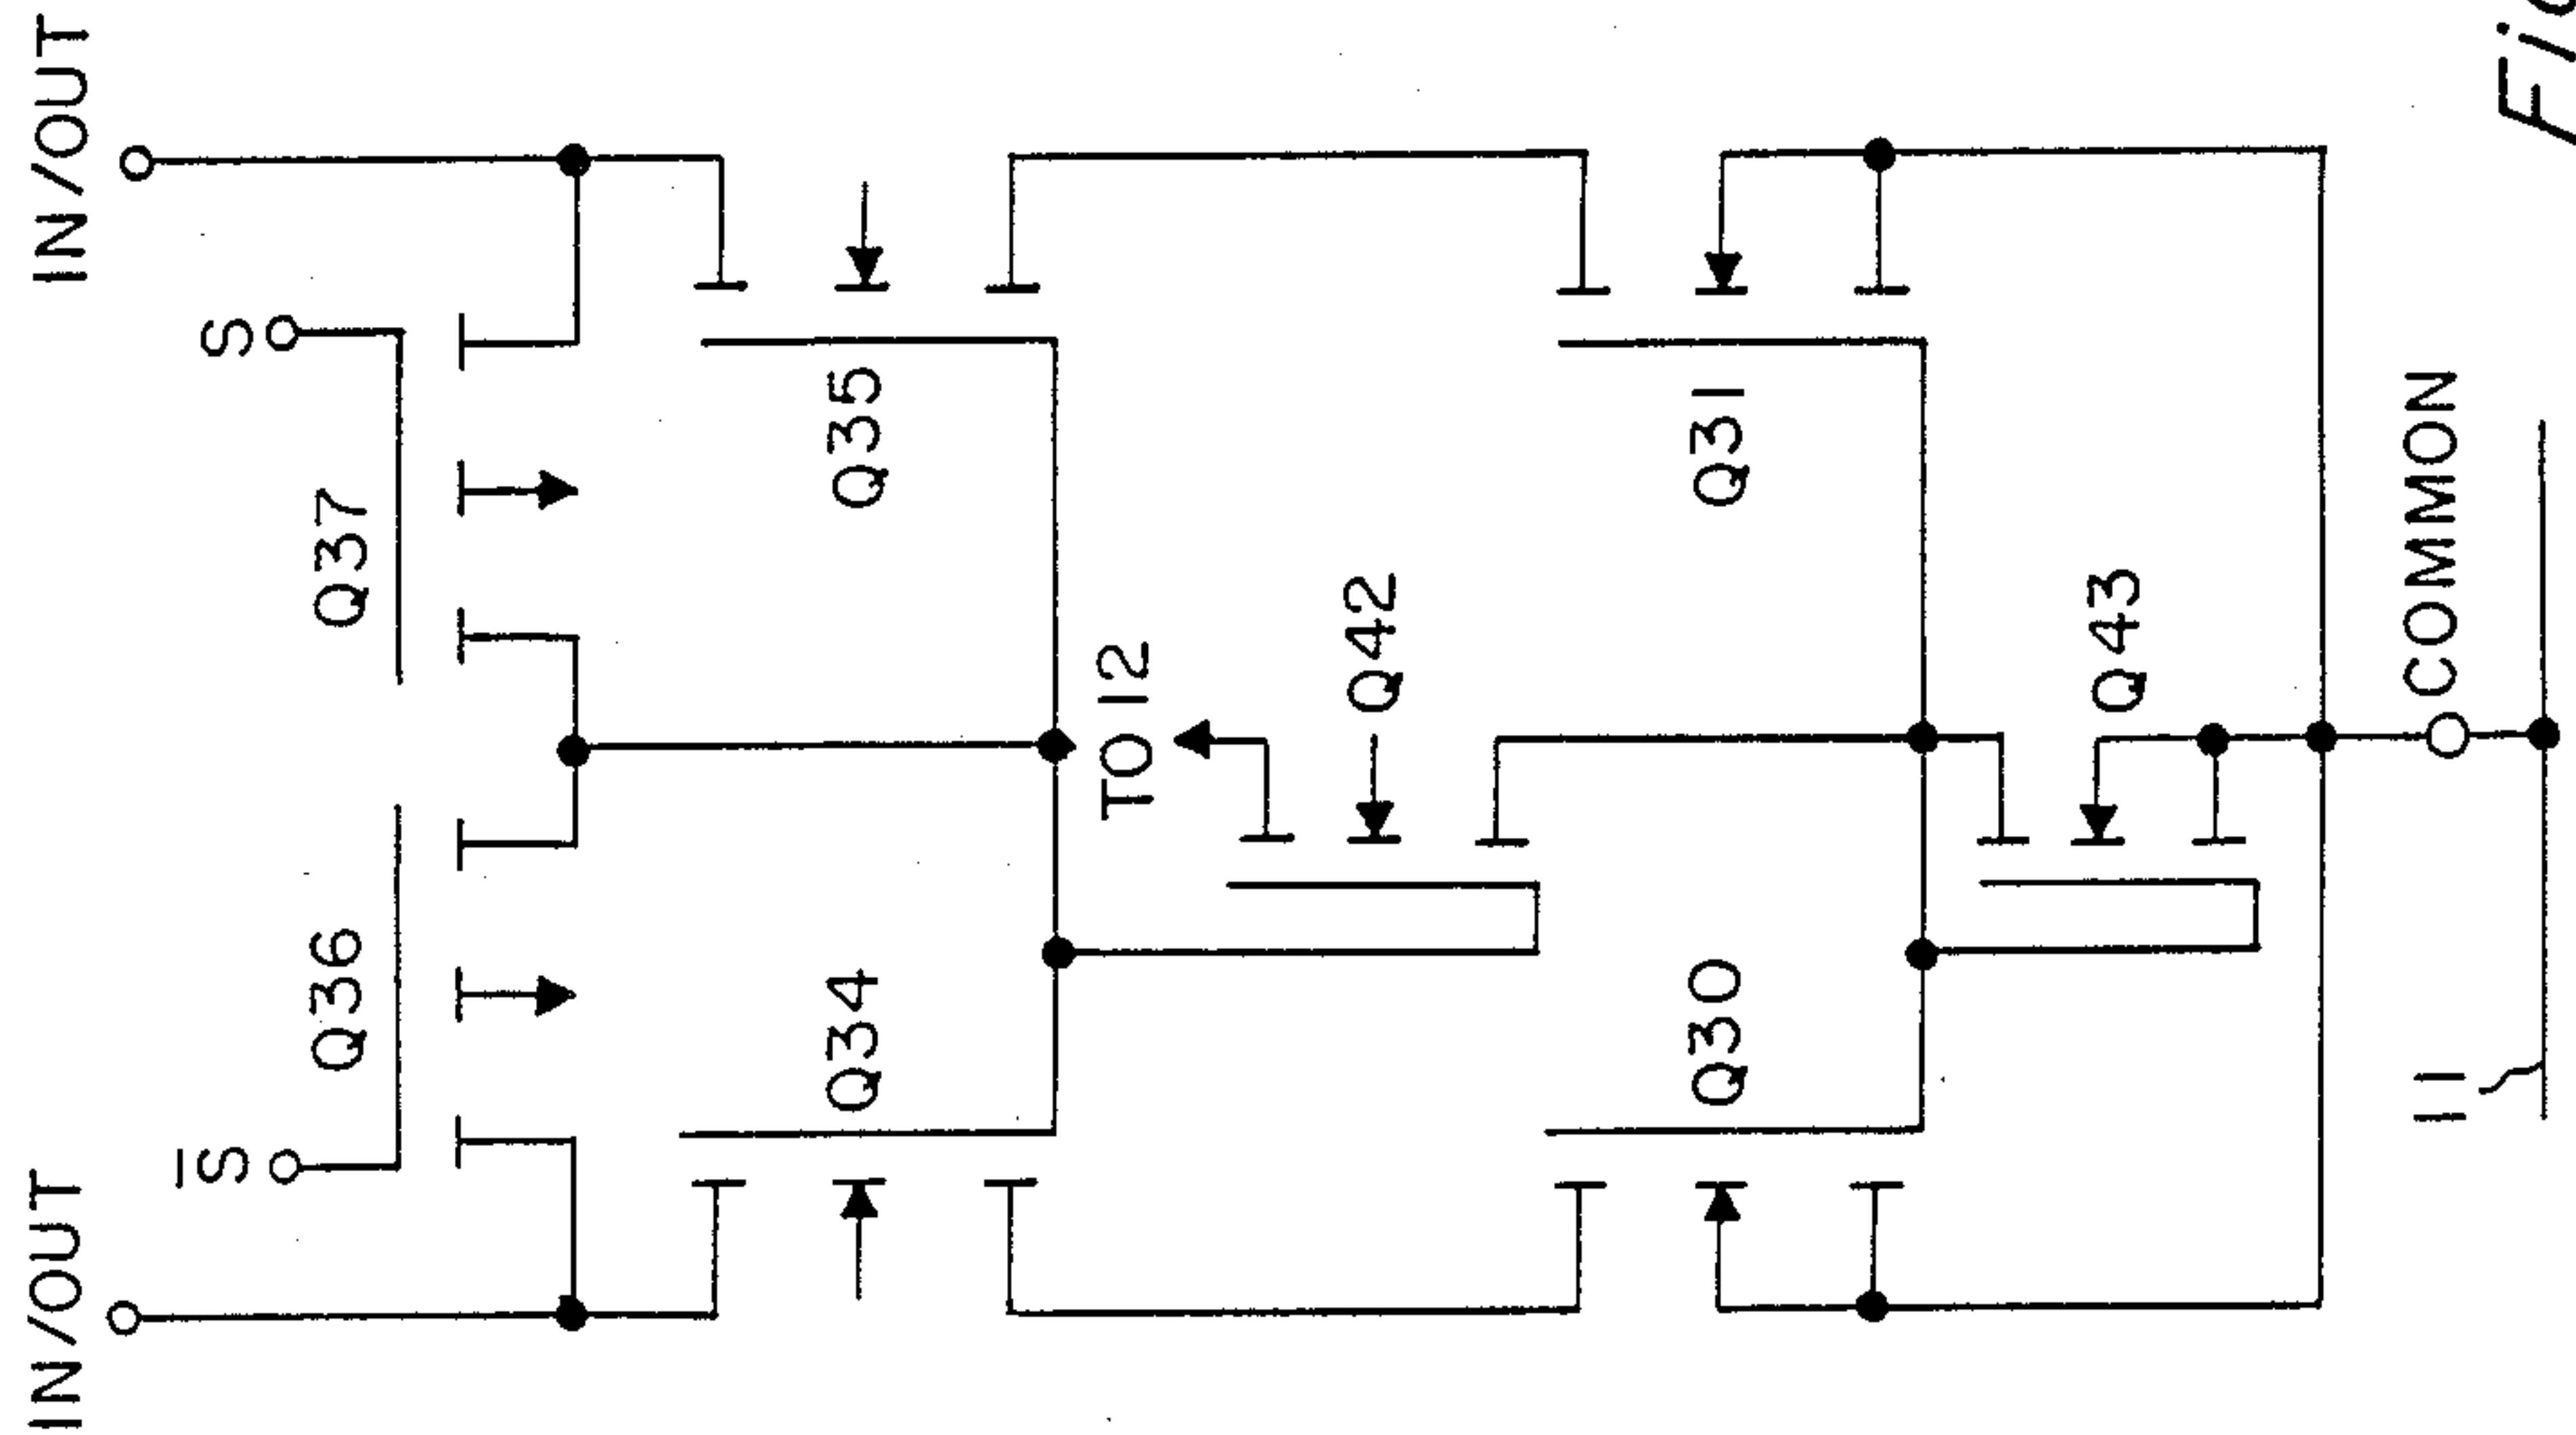 IN/OUT
IN/OUT
S̅
S
Q36
Q37
Q34
Q35
TO 12
Q42
Q30
Q31
Q43
COMMON
11